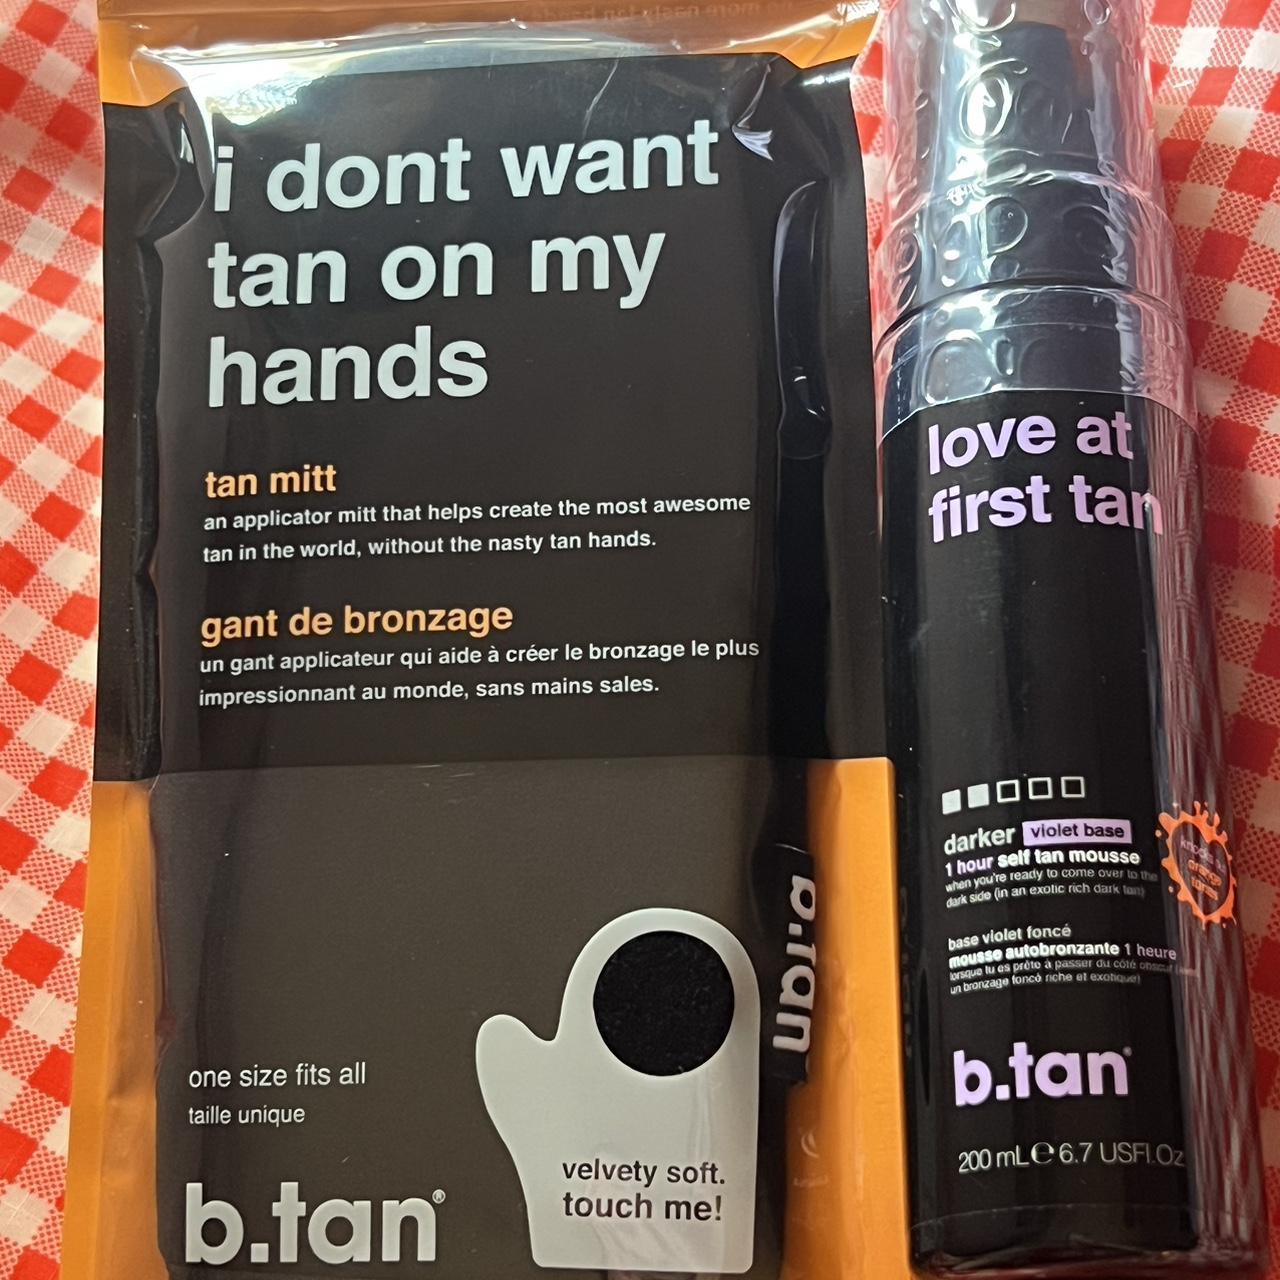 i dont want
tan on my
hands
tan mitt
an applicator mitt that helps create the most awesome
tan in the world, without the nasty tan hands.
gant de bronzage
un gant applicateur qui aide à créer le bronzage le plus
impressionnant au monde, sans mains sales.
one size fits all
taille unique
b.tan®
velvety soft.
touch me!
b.tan
love at
first tan
darker violet base
1 hour self tan mousse
when you're ready to come over to the
dark side (in an exotic rich dark tan)
base violet foncé
mousse autobronzante 1 heure
lorsque tu es prête à passer du côté obscur
un bronzage foncé riche et exotique)
orange
tones
b.tan®
200 mL ℮ 6.7 USFl.Oz